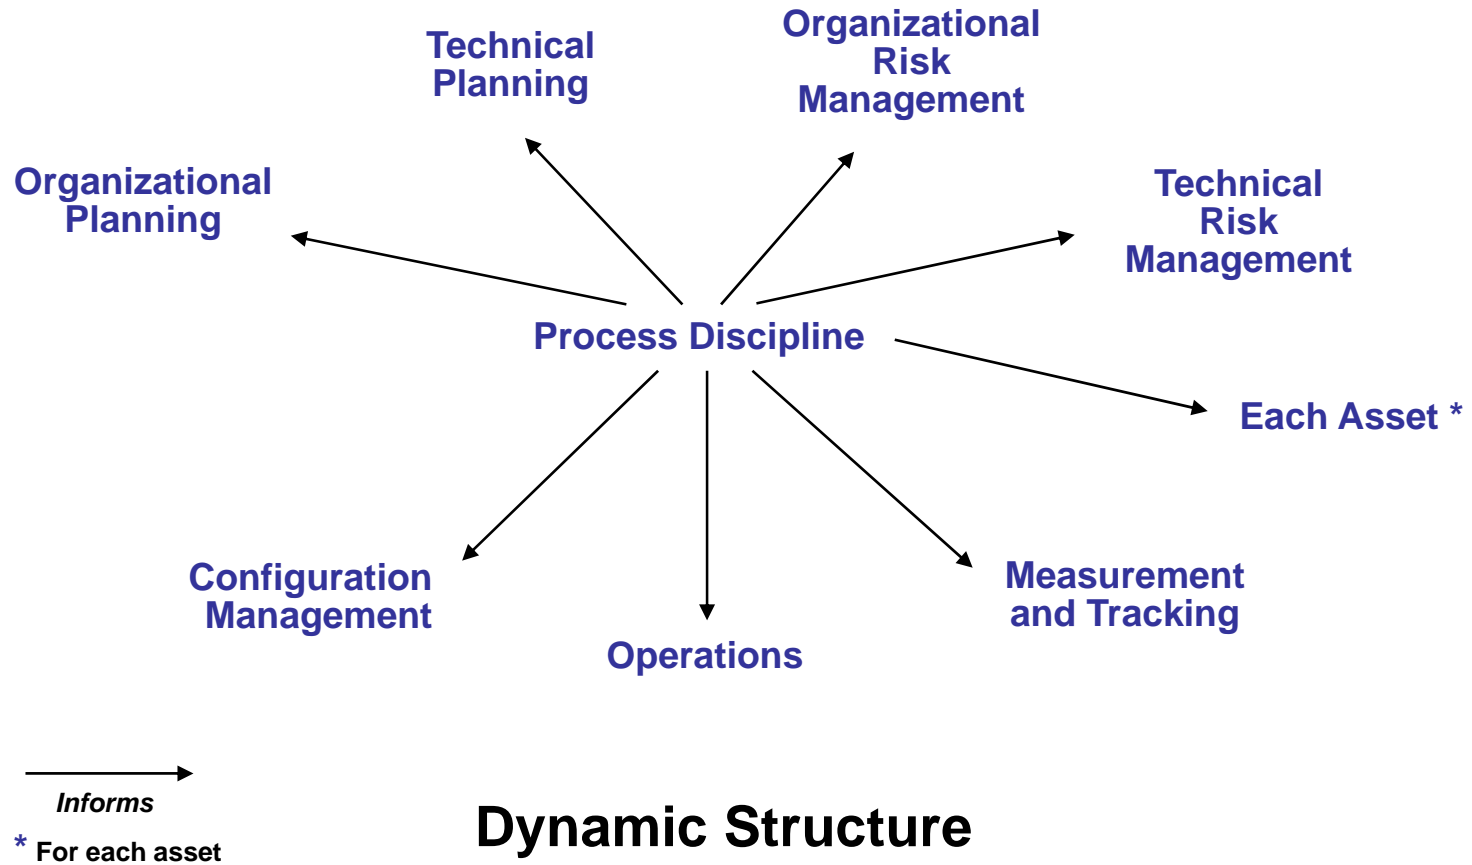 Organizational
Risk
Management
Technical
Planning
Organizational
Planning
Technical
Risk
Management
Process Discipline
Each Asset *
Configuration
Management
Measurement
and Tracking
Operations
Informs
* For each asset
Dynamic Structure